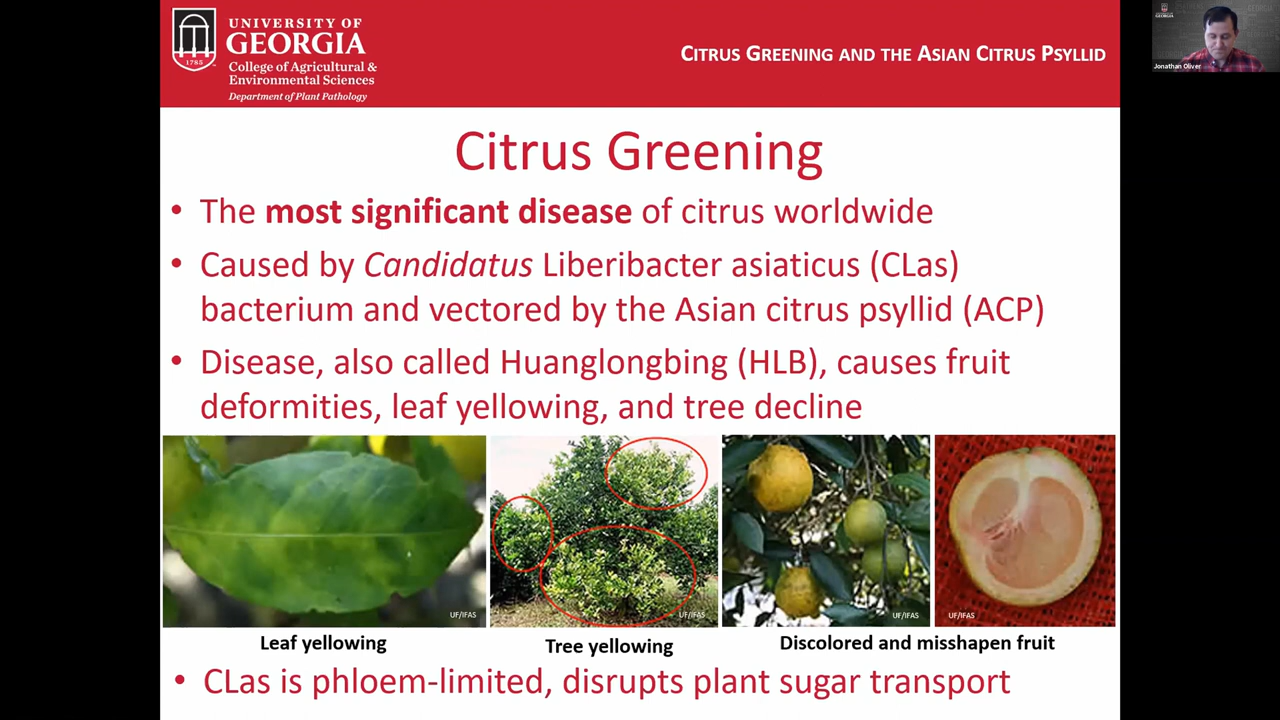 UNIVERSITY OF
GEORGIA
College of Agricultural &
Environmental Sciences
Department of Plant Pathology
1785
CITRUS GREENING AND THE ASIAN CITRUS PSYLLID
Jonathan Oliver
Citrus Greening
• The most significant disease of citrus worldwide
• Caused by Candidatus Liberibacter asiaticus (CLas)
bacterium and vectored by the Asian citrus psyllid (ACP)
• Disease, also called Huanglongbing (HLB), causes fruit
deformities, leaf yellowing, and tree decline
UF/IFAS
UF/IFAS
UF/IFAS
UF/IFAS
Leaf yellowing
Tree yellowing
Discolored and misshapen fruit
• CLas is phloem-limited, disrupts plant sugar transport